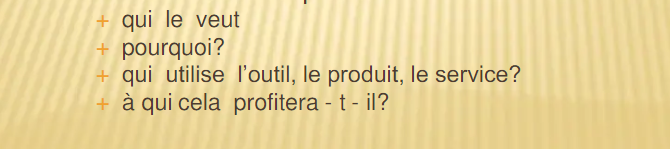 + qui le veut
+ pourquoi?
+ qui utilise l’outil, le produit, le service?
+ à qui cela profitera - t - il?